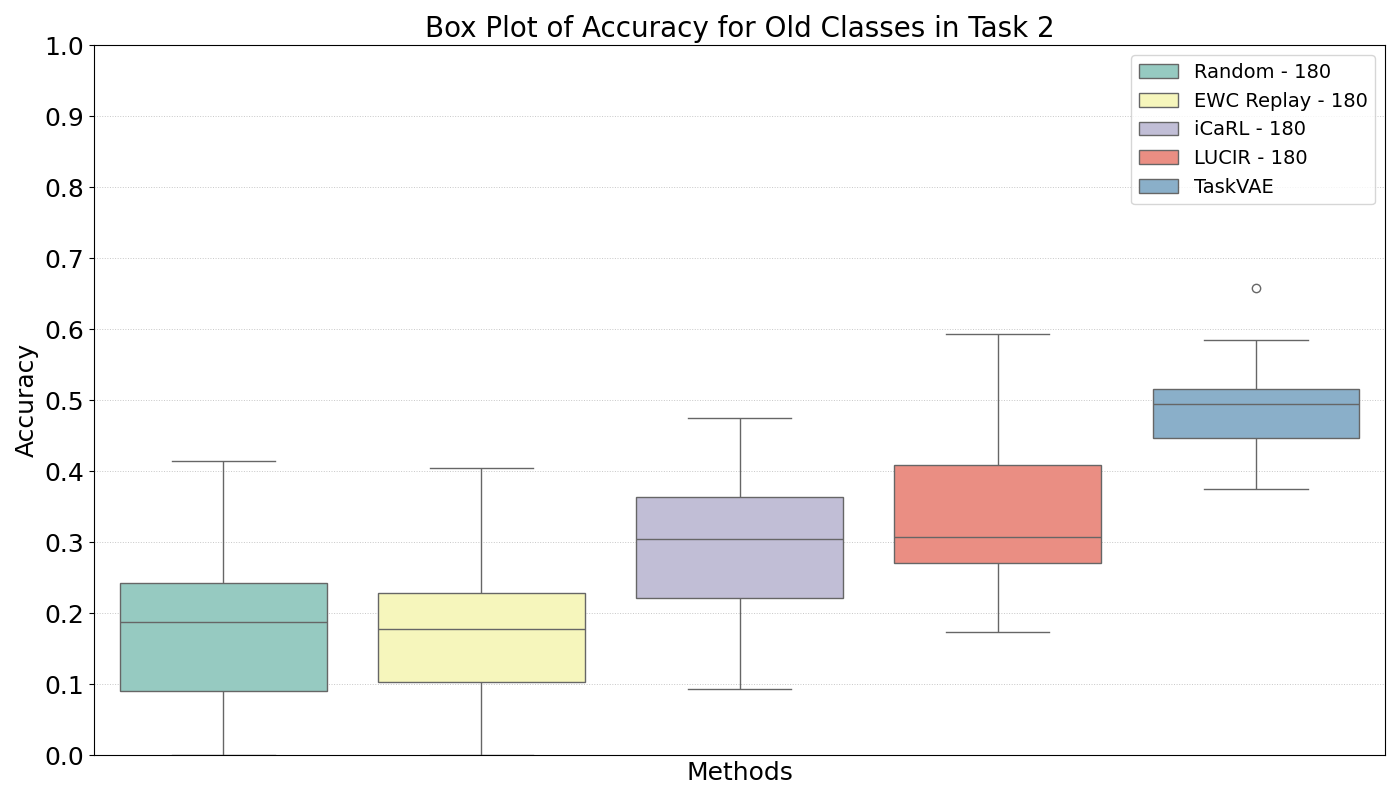 Box Plot of Accuracy for Old Classes in Task 2
1.0
0.9
0.8
0.7
0.6
0.5
0.4
0.3
0.2
0.1
0.0
Accuracy
Methods
Random - 180
EWC Replay - 180
iCaRL - 180
LUCIR - 180
TaskVAE